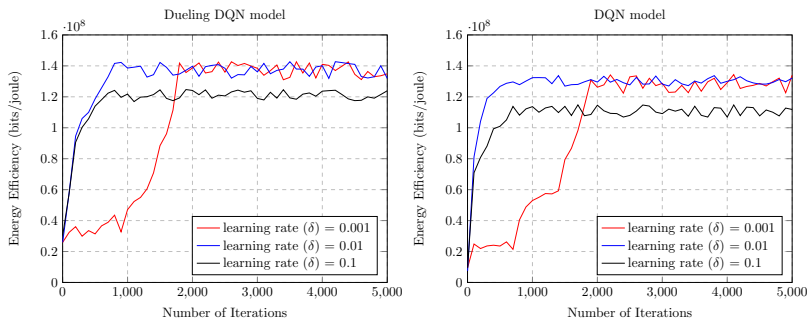 Dueling DQN model
·10^8
1.6
1.4
1.2
1
0.8
0.6
0.4
0.2
0
Energy Efficiency (bits/joule)
learning rate (δ) = 0.001
learning rate (δ) = 0.01
learning rate (δ) = 0.1
0 1,000 2,000 3,000 4,000 5,000
Number of Iterations
DQN model
·10^8
1.6
1.4
1.2
1
0.8
0.6
0.4
0.2
0
Energy Efficiency (bits/joule)
learning rate (δ) = 0.001
learning rate (δ) = 0.01
learning rate (δ) = 0.1
0 1,000 2,000 3,000 4,000 5,000
Number of Iterations